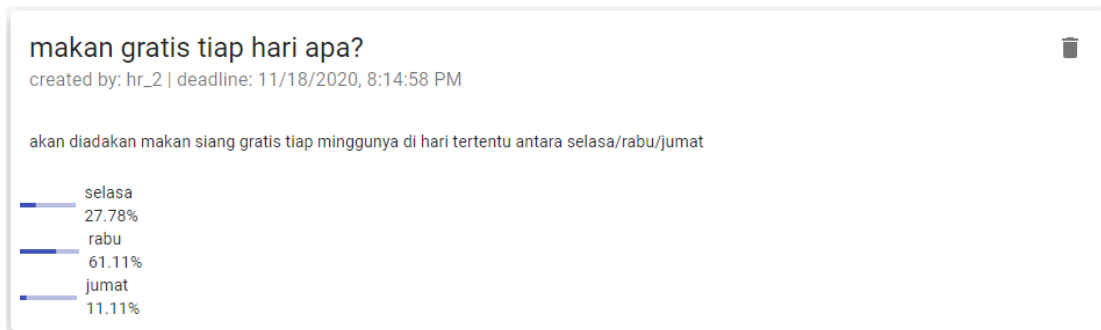 makan gratis tiap hari apa?
created by: hr_2 | deadline: 11/18/2020, 8:14:58 PM
akan diadakan makan siang gratis tiap minggunya di hari tertentu antara selasa/rabu/jumat
selasa
27.78%
rabu
61.11%
jumat
11.11%